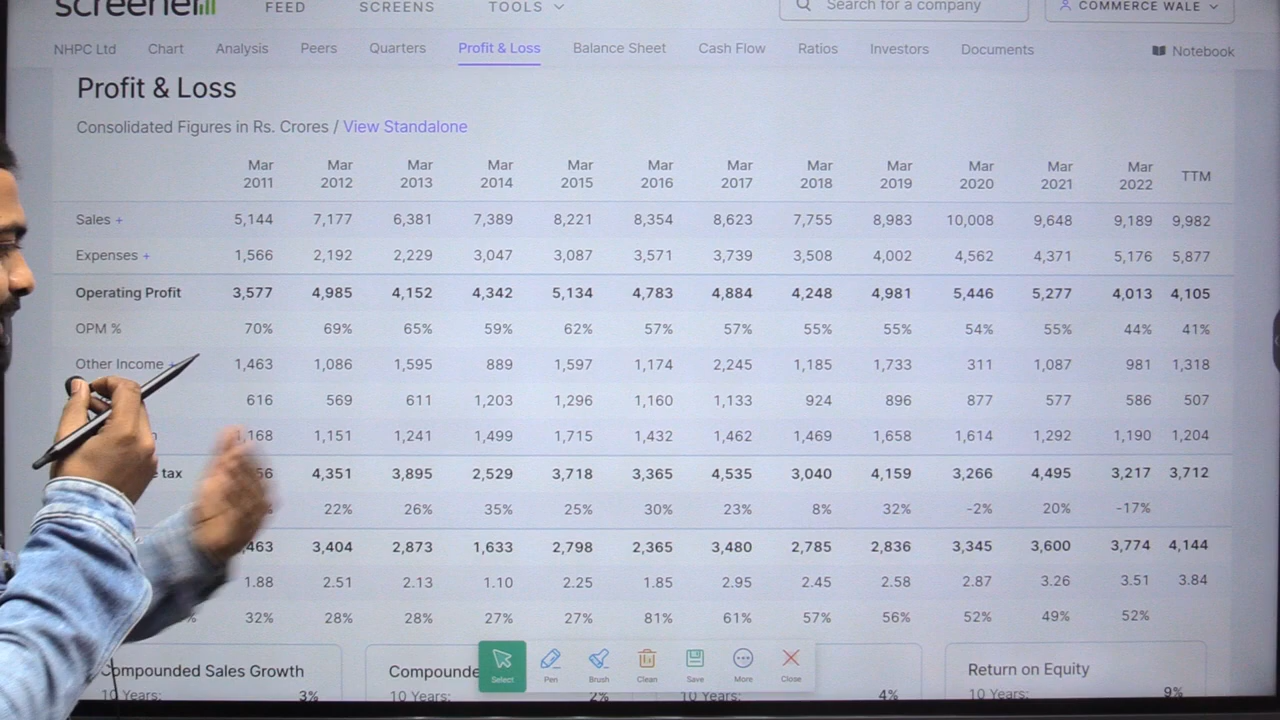 screener
FEED SCREENS TOOLS
Search for a company
COMMERCE WALE
NHPC Ltd Chart Analysis Peers Quarters Profit & Loss Balance Sheet Cash Flow Ratios Investors Documents Notebook
Profit & Loss
Consolidated Figures in Rs. Crores / View Standalone
Mar 2011 Mar 2012 Mar 2013 Mar 2014 Mar 2015 Mar 2016 Mar 2017 Mar 2018 Mar 2019 Mar 2020 Mar 2021 Mar 2022 TTM
Sales + 5,144 7,177 6,381 7,389 8,221 8,354 8,623 7,755 8,983 10,008 9,648 9,189 9,982
Expenses + 1,566 2,192 2,229 3,047 3,087 3,571 3,739 3,508 4,002 4,562 4,371 5,176 5,877
Operating Profit 3,577 4,985 4,152 4,342 5,134 4,783 4,884 4,248 4,981 5,446 5,277 4,013 4,105
OPM % 70% 69% 65% 59% 62% 57% 57% 55% 55% 54% 55% 44% 41%
Other Income + 1,463 1,086 1,595 889 1,597 1,174 2,245 1,185 1,733 311 1,087 981 1,318
616 569 611 1,203 1,296 1,160 1,133 924 896 877 577 586 507
1,168 1,151 1,241 1,499 1,715 1,432 1,462 1,469 1,658 1,614 1,292 1,190 1,204
tax 4,351 3,895 2,529 3,718 3,365 4,535 3,040 4,159 3,266 4,495 3,217 3,712
22% 26% 35% 25% 30% 23% 8% 32% -2% 20% -17%
463 3,404 2,873 1,633 2,798 2,365 3,480 2,785 2,836 3,345 3,600 3,774 4,144
1.88 2.51 2.13 1.10 2.25 1.85 2.95 2.45 2.58 2.87 3.26 3.51 3.84
% 32% 28% 28% 27% 27% 81% 61% 57% 56% 52% 49% 52%
Compounded Sales Growth Compounde Return on Equity
10 Years: 3% 10 Years: 2% 10 Years: 4% 10 Years: 9%
Select Pen Brush Clean Save More Close